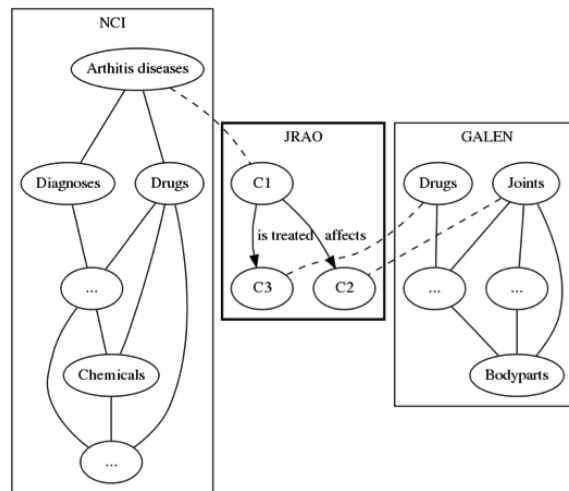 NCI
Arthitis diseases
Diagnoses
Drugs
...
Chemicals
...
JRAO
C1
is treated
affects
C3
C2
GALEN
Drugs
Joints
...
...
Bodyparts